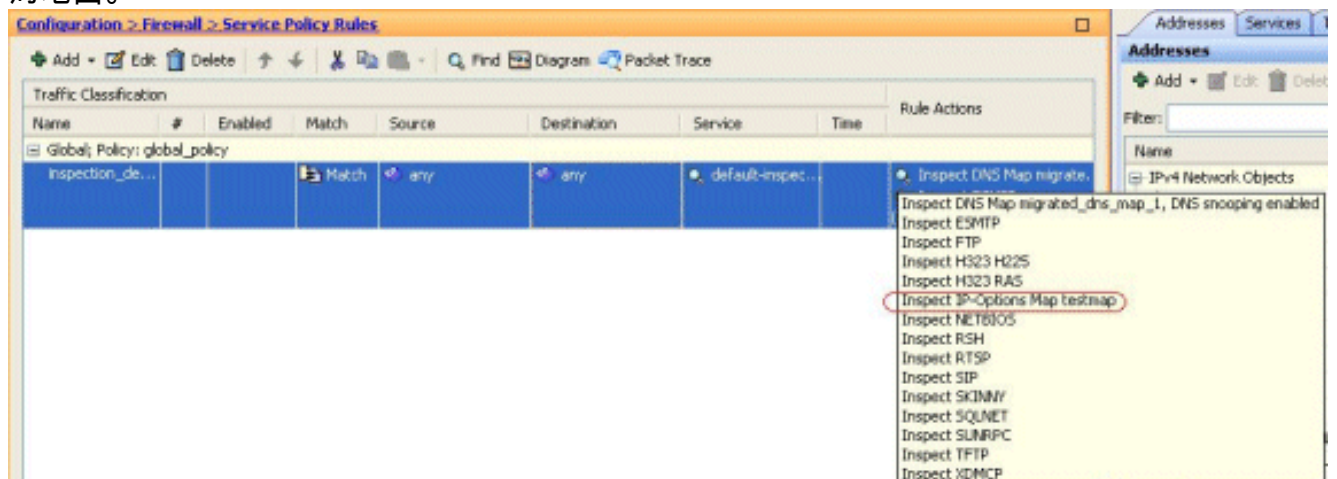 Configuration > Firewall > Service Policy Rules
Addresses Services
Addresses
Add Edit Delete Find Diagram Packet Trace
Add Edit
Traffic Classification
Rule Actions
Name # Enabled Match Source Destination Service Time
Filter:
Name
Global; Policy: global_policy
inspection_de... Match any any default-inspec... Inspect DNS Map migrate.
IPv4 Network Objects
Inspect DNS Map migrated_dns_map_1, DNS snooping enabled
Inspect ESMTP
Inspect FTP
Inspect H323 H225
Inspect H323 RAS
Inspect IP-Options Map testmap
Inspect NETBIOS
Inspect RSH
Inspect RTSP
Inspect SIP
Inspect SKINNY
Inspect SQLNET
Inspect SUNRPC
Inspect TFTP
Inspect XDMCP